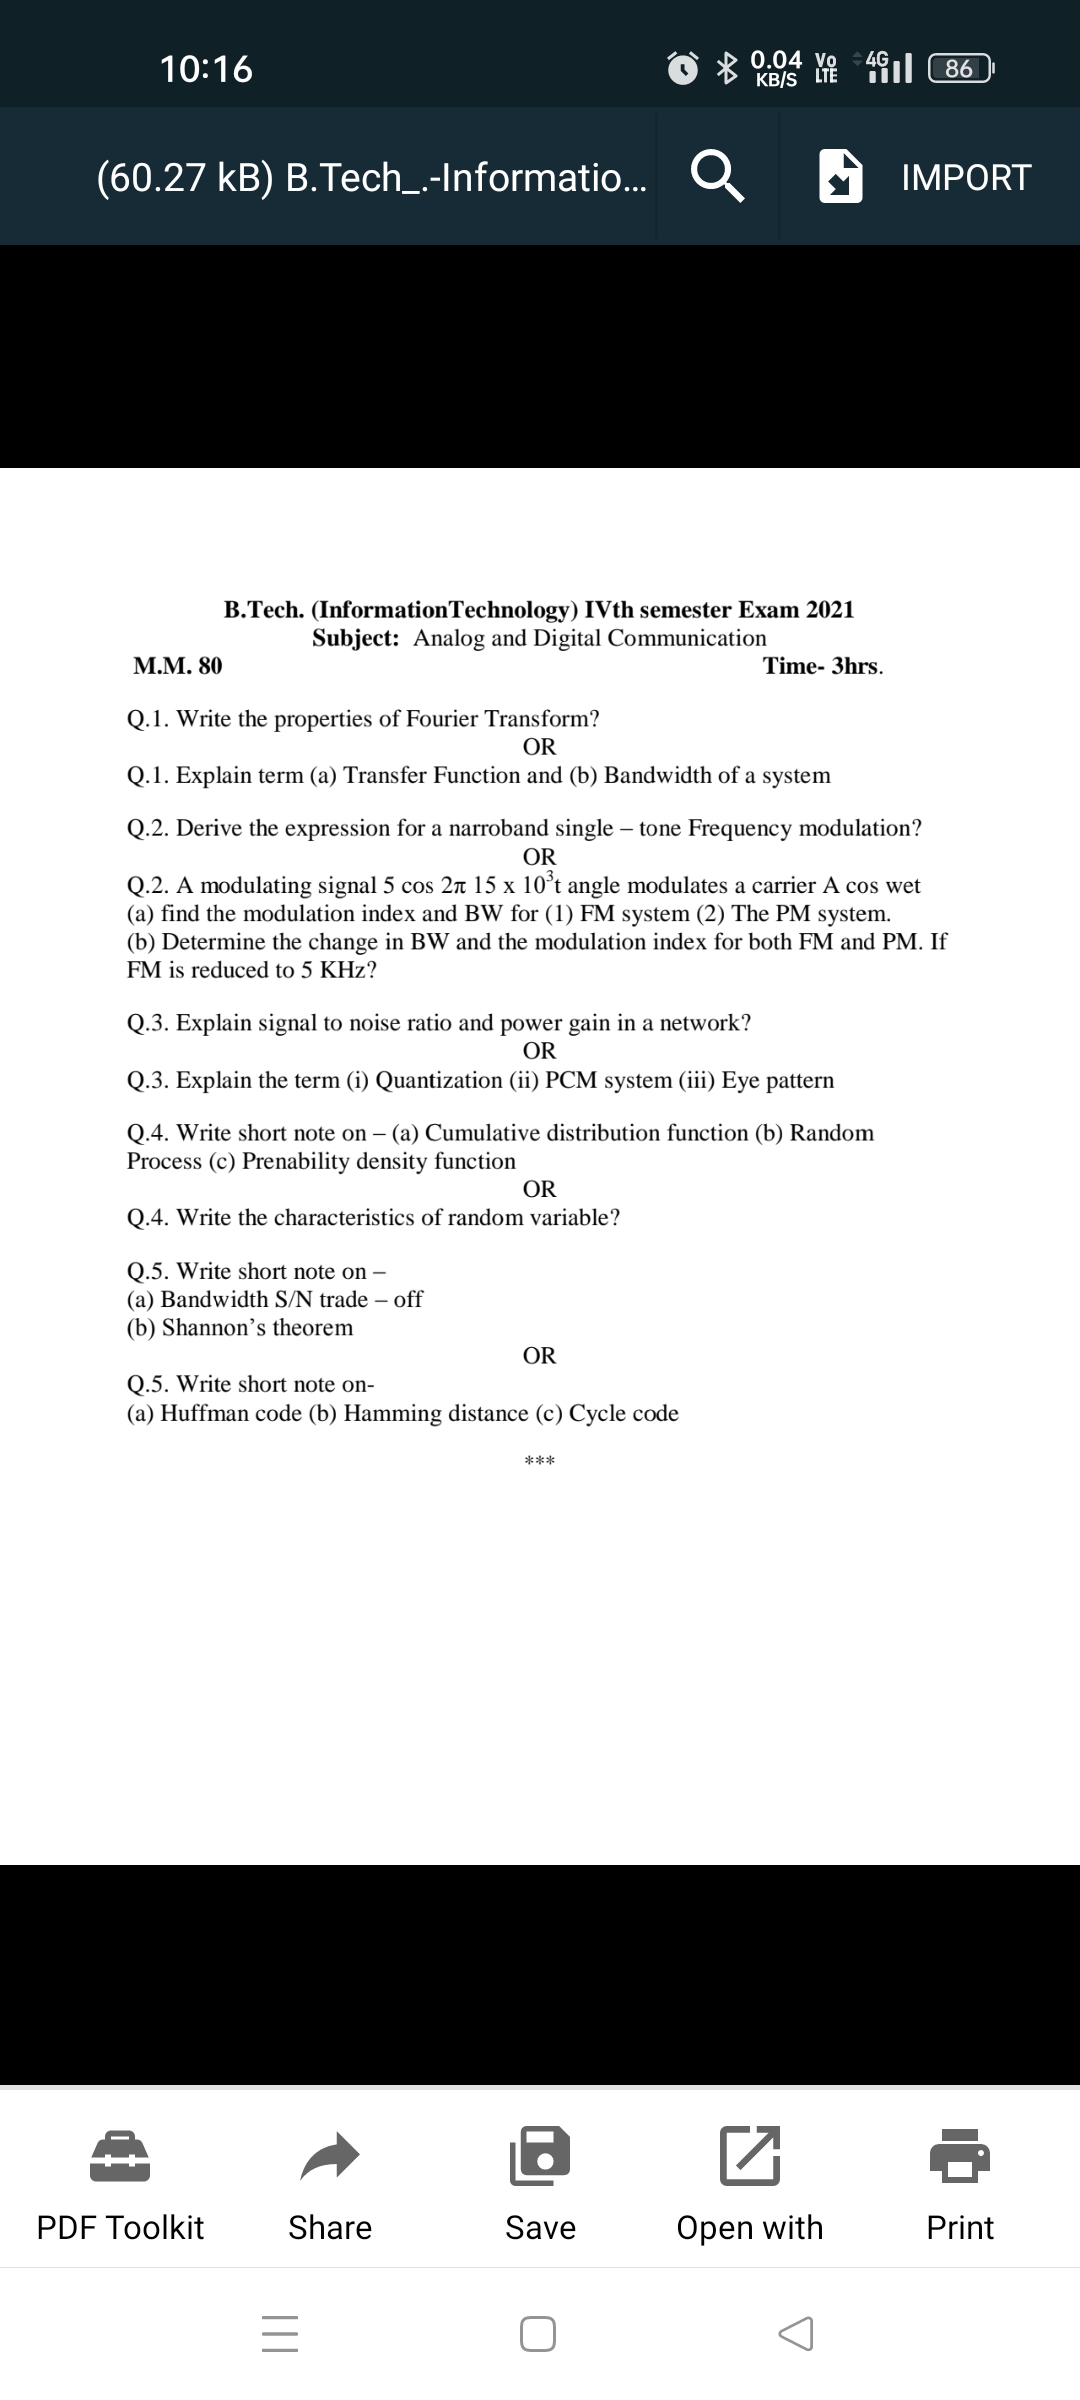 10:16
0.04 KB/S Vo LTE 4G 86
(60.27 kB) B.Tech_.-Informatio... IMPORT
B.Tech. (InformationTechnology) IVth semester Exam 2021
Subject: Analog and Digital Communication
M.M. 80 Time- 3hrs.
Q.1. Write the properties of Fourier Transform?
OR
Q.1. Explain term (a) Transfer Function and (b) Bandwidth of a system
Q.2. Derive the expression for a narroband single – tone Frequency modulation?
OR
Q.2. A modulating signal 5 cos 2π 15 x 10³t angle modulates a carrier A cos wet
(a) find the modulation index and BW for (1) FM system (2) The PM system.
(b) Determine the change in BW and the modulation index for both FM and PM. If
FM is reduced to 5 KHz?
Q.3. Explain signal to noise ratio and power gain in a network?
OR
Q.3. Explain the term (i) Quantization (ii) PCM system (iii) Eye pattern
Q.4. Write short note on – (a) Cumulative distribution function (b) Random
Process (c) Prenability density function
OR
Q.4. Write the characteristics of random variable?
Q.5. Write short note on –
(a) Bandwidth S/N trade – off
(b) Shannon’s theorem
OR
Q.5. Write short note on-
(a) Huffman code (b) Hamming distance (c) Cycle code
***
PDF Toolkit Share Save Open with Print